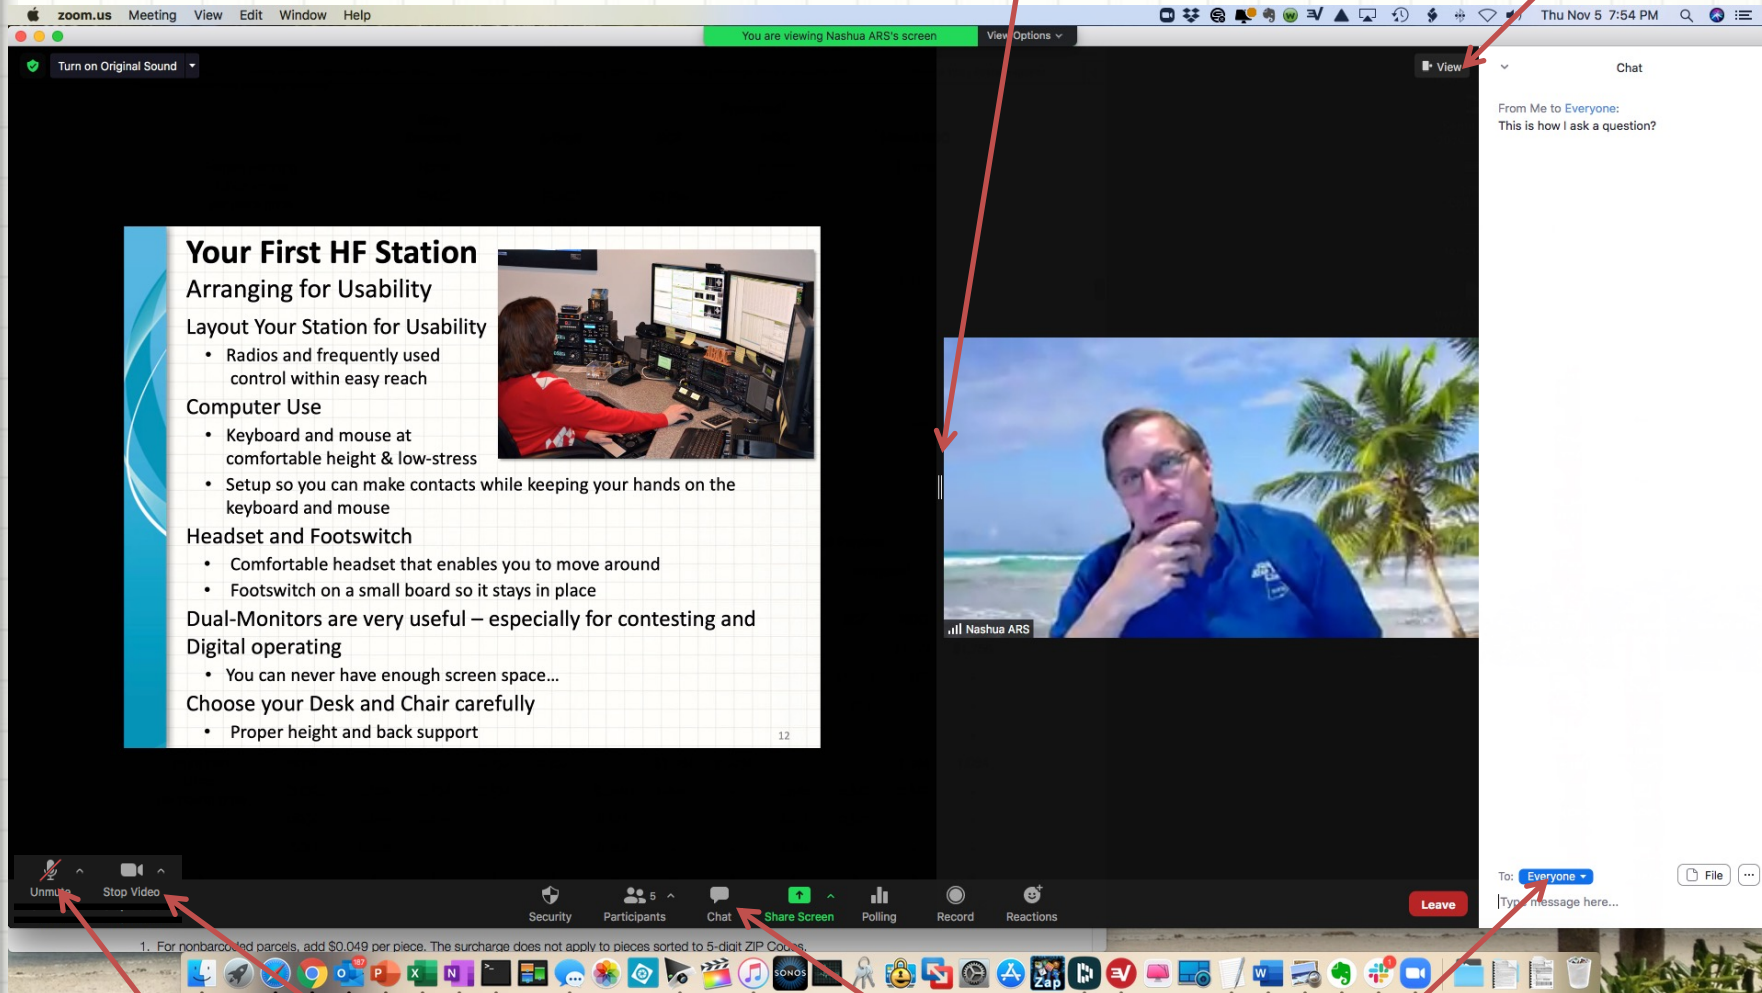 zoom.us Meeting View Edit Window Help
Thu Nov 5 7:54 PM
You are viewing Nashua ARS's screen View Options
Turn on Original Sound
View
Chat
From Me to Everyone:
This is how I ask a question?
Your First HF Station
Arranging for Usability
Layout Your Station for Usability
• Radios and frequently used
control within easy reach
Computer Use
• Keyboard and mouse at
comfortable height & low-stress
• Setup so you can make contacts while keeping your hands on the
keyboard and mouse
Headset and Footswitch
• Comfortable headset that enables you to move around
• Footswitch on a small board so it stays in place
Dual-Monitors are very useful – especially for contesting and
Digital operating
• You can never have enough screen space...
Choose your Desk and Chair carefully
• Proper height and back support
12
Nashua ARS
Unmute Stop Video
Security
5
Participants
Chat
Share Screen
Polling
Record
Reactions
Leave
To: Everyone
File
Type message here...
1. For nonbarcoded parcels, add $0.049 per piece. The surcharge does not apply to pieces sorted to 5-digit ZIP Codes.
187
SONOS
Zap
1